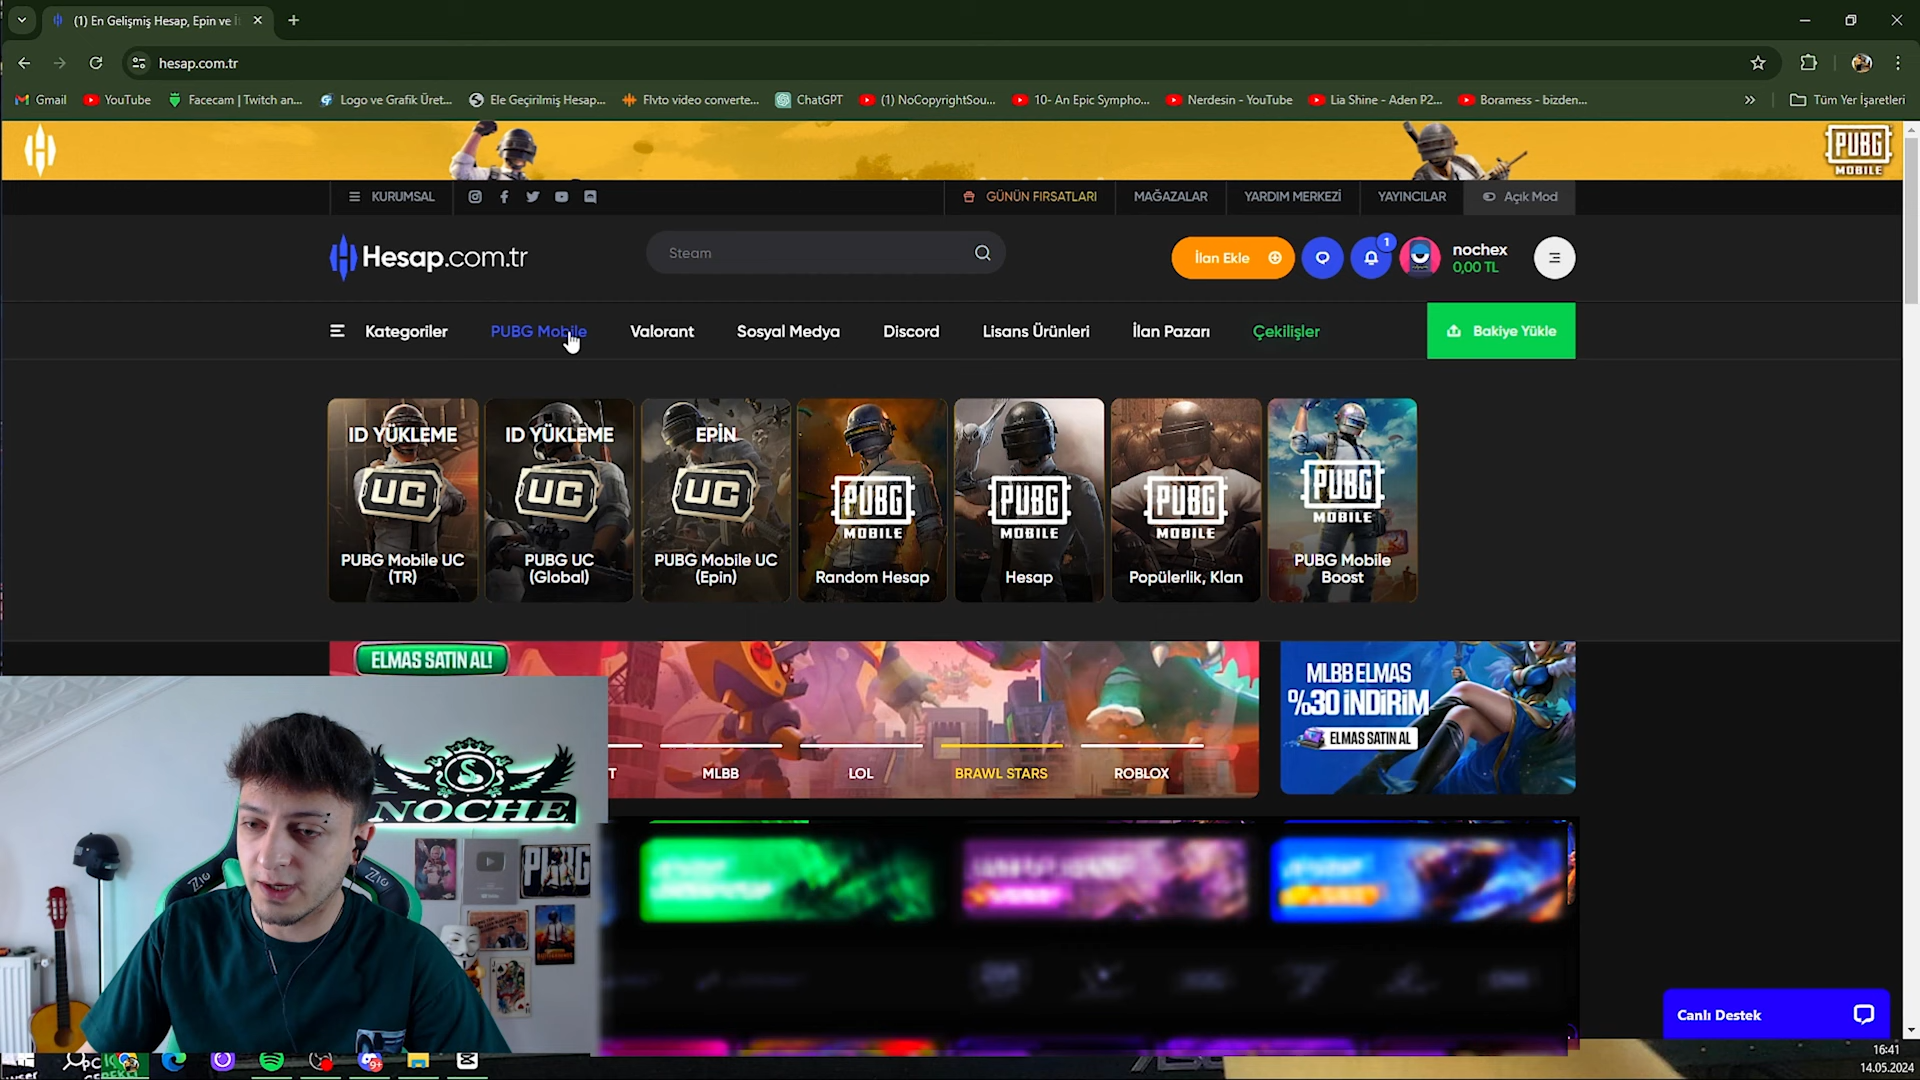 (1) En Gelişmiş Hesap, Epin ve İt
hesap.com.tr
Gmail
YouTube
Facecam | Twitch an...
Logo ve Grafik Üret...
Ele Geçirilmiş Hesap...
Flvto video converte...
ChatGPT
(1) NoCopyrightSou...
10- An Epic Sympho...
Nerdesin - YouTube
Lia Shine - Aden P2...
Boramess - bizden...
Tüm Yer İşaretleri
PUBG
MOBILE
KURUMSAL
GÜNÜN FIRSATLARI
MAĞAZALAR
YARDIM MERKEZİ
YAYINCILAR
Açık Mod
Hesap.com.tr
Steam
İlan Ekle
1
nochex
0,00 TL
Kategoriler
PUBG Mobile
Valorant
Sosyal Medya
Discord
Lisans Ürünleri
İlan Pazarı
Çekilişler
Bakiye Yükle
ID YÜKLEME
UC
PUBG Mobile UC
(TR)
ID YÜKLEME
UC
PUBG UC
(Global)
EPİN
UC
PUBG Mobile UC
(Epin)
PUBG
MOBILE
Random Hesap
PUBG
MOBILE
Hesap
PUBG
MOBILE
Popülerlik, Klan
PUBG
MOBILE
PUBG Mobile
Boost
ELMAS SATIN AL!
MLBB ELMAS
%30 İNDİRİM
ELMAS SATIN AL
T
MLBB
LOL
BRAWL STARS
ROBLOX
NOCHE
PUBG
Canlı Destek
16:41
14.05.2024